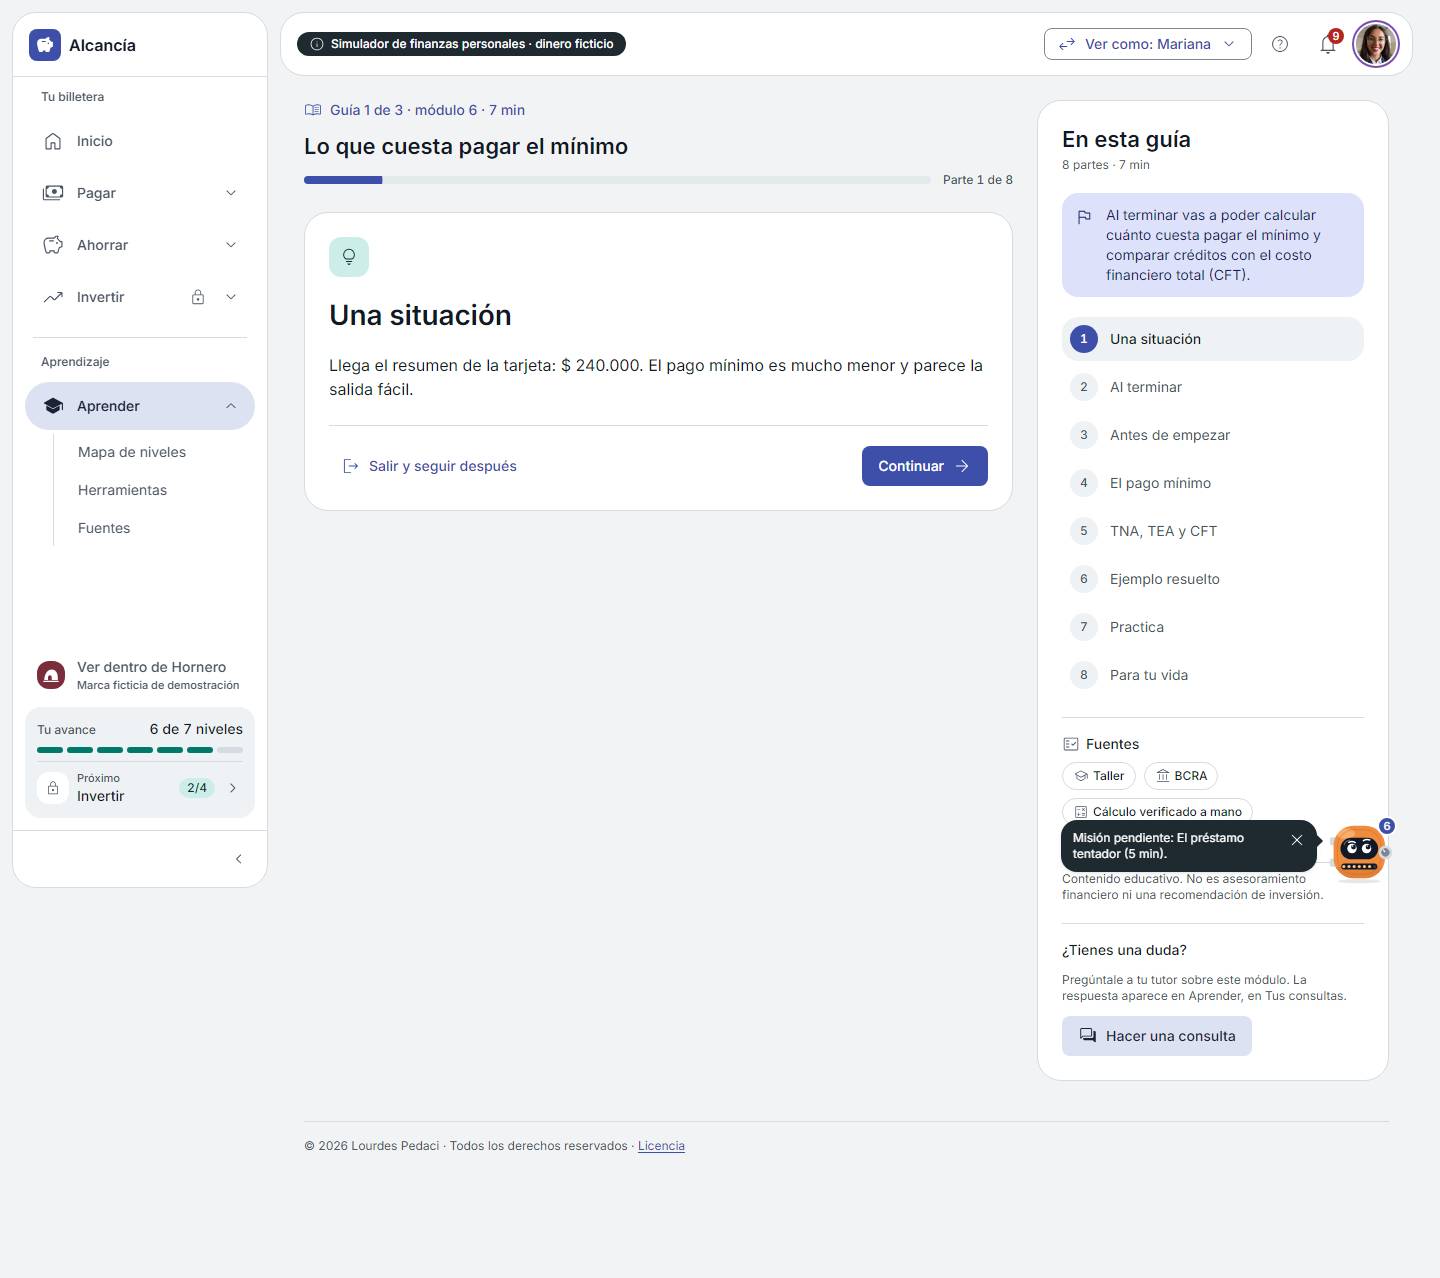 Alcancía
Tu billetera
Inicio
Pagar
Ahorrar
Invertir
Aprendizaje
Aprender
Mapa de niveles
Herramientas
Fuentes
Ver dentro de Hornero
Marca ficticia de demostración
Tu avance 6 de 7 niveles
Próximo
Invertir
2/4
Simulador de finanzas personales · dinero ficticio
Ver como: Mariana
9
Guía 1 de 3 · módulo 6 · 7 min
Lo que cuesta pagar el mínimo
Parte 1 de 8
Una situación
Llega el resumen de la tarjeta: $ 240.000. El pago mínimo es mucho menor y parece la
salida fácil.
Salir y seguir después
Continuar
En esta guía
8 partes · 7 min
Al terminar vas a poder calcular
cuánto cuesta pagar el mínimo y
comparar créditos con el costo
financiero total (CFT).
1 Una situación
2 Al terminar
3 Antes de empezar
4 El pago mínimo
5 TNA, TEA y CFT
6 Ejemplo resuelto
7 Practica
8 Para tu vida
Fuentes
Taller
BCRA
Cálculo verificado a mano
Misión pendiente: El préstamo
tentador (5 min).
6
Contenido educativo. No es asesoramiento
financiero ni una recomendación de inversión.
¿Tienes una duda?
Pregúntale a tu tutor sobre este módulo. La
respuesta aparece en Aprender, en Tus consultas.
Hacer una consulta
© 2026 Lourdes Pedaci · Todos los derechos reservados · Licencia